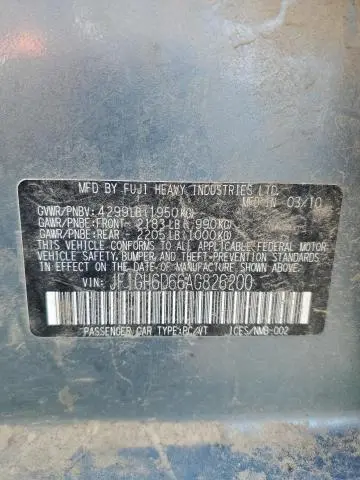 MFD BY FUJI HEAVY INDUSTRIES LTD.
03/10
GVWR/PNBV: 4299LB(1950KG)
GAWR/PNBE:FRONT - 2183LB( 990KG)
GAWR/PNBE:REAR - 2205LB(1000KG)
THIS VEHICLE CONFORMS TO ALL APPLICABLE FEDERAL MOTOR
VEHICLE SAFETY, BUMPER, AND THEFT-PREVENTION STANDARDS
IN EFFECT ON THE DATE OF MANUFACTURE SHOWN ABOVE.
VIN: JF1GH6D66AG826200
PASSENGER CAR TYPE:PC/VT ICES/NMB-002